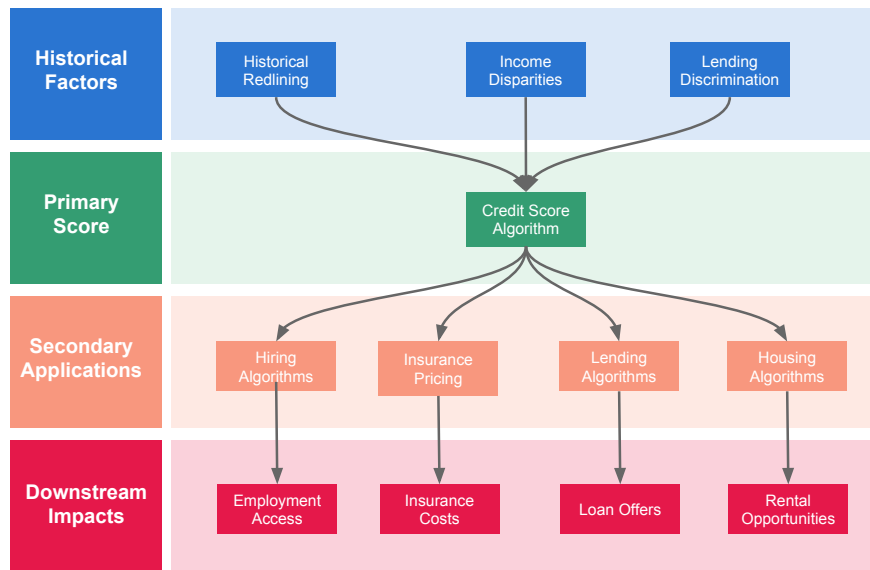 Historical
Factors
Historical
Redlining
Income
Disparities
Lending
Discrimination
Primary
Score
Credit Score
Algorithm
Secondary
Applications
Hiring
Algorithms
Insurance
Pricing
Lending
Algorithms
Housing
Algorithms
Downstream
Impacts
Employment
Access
Insurance
Costs
Loan Offers
Rental
Opportunities